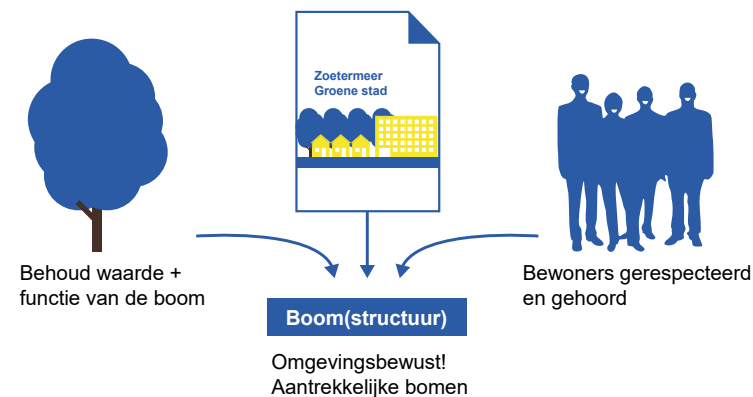 Zoetermeer
Groene stad
Behoud waarde +
functie van de boom
Bewoners gerespecteerd
en gehoord
Boom(structuur)
Omgevingsbewust!
Aantrekkelijke bomen